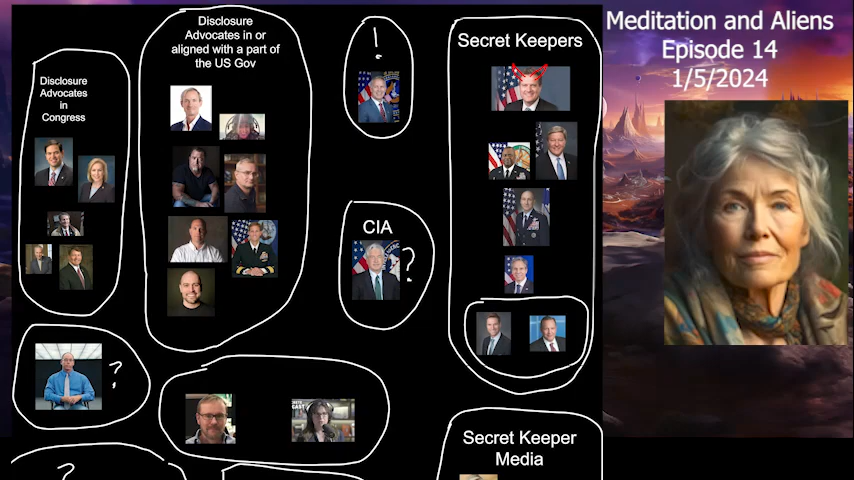 Disclosure
Advocates
in
Congress
Disclosure
Advocates in or
aligned with a part of
the US Gov
!
CIA
?
Secret Keepers
?
?
Secret Keeper
Media
Meditation and Aliens
Episode 14
1/5/2024